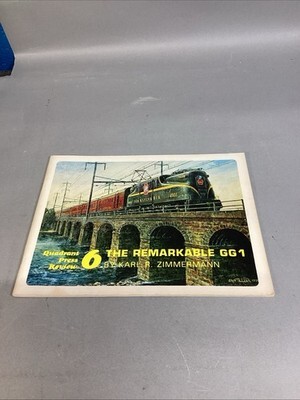 Quadrant
Press
Review
6
THE REMARKABLE GG1
BY KARL R. ZIMMERMANN